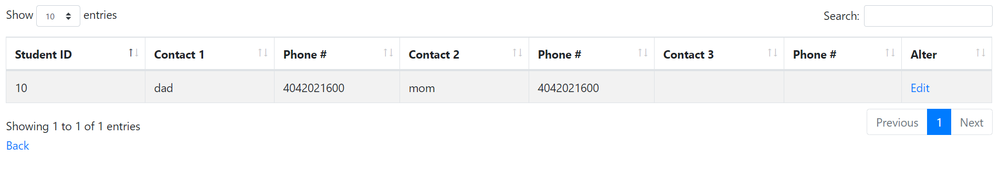 Show 10 entries Search:
Student ID Contact 1 Phone # Contact 2 Phone # Contact 3 Phone # Alter
10 dad 4042021600 mom 4042021600 Edit
Showing 1 to 1 of 1 entries Previous 1 Next
Back